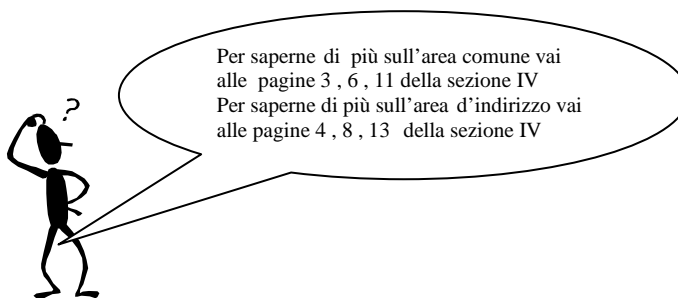 ?
Per saperne di più sull'area comune vai
alle pagine 3 , 6 , 11 della sezione IV
Per saperne di più sull'area d'indirizzo vai
alle pagine 4 , 8 , 13 della sezione IV